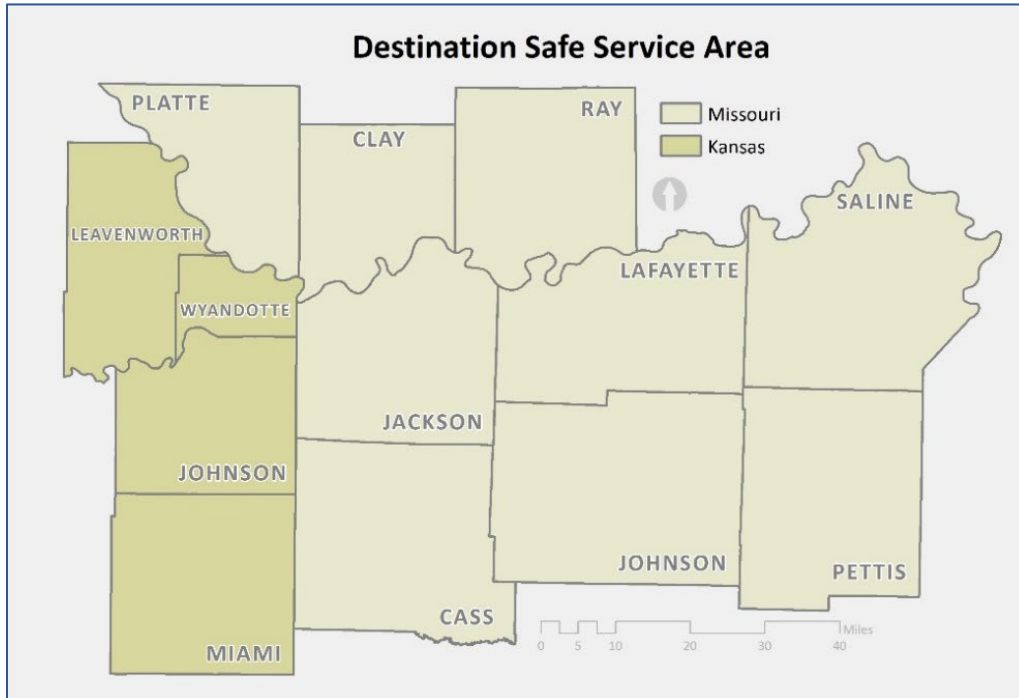 Destination Safe Service Area
PLATTE
CLAY
RAY
Missouri
Kansas
SALINE
LEAVENWORTH
LAFAYETTE
WYANDOTTE
JACKSON
JOHNSON
JOHNSON
PETTIS
CASS
MIAMI
Miles
0 5 10 20 30 40